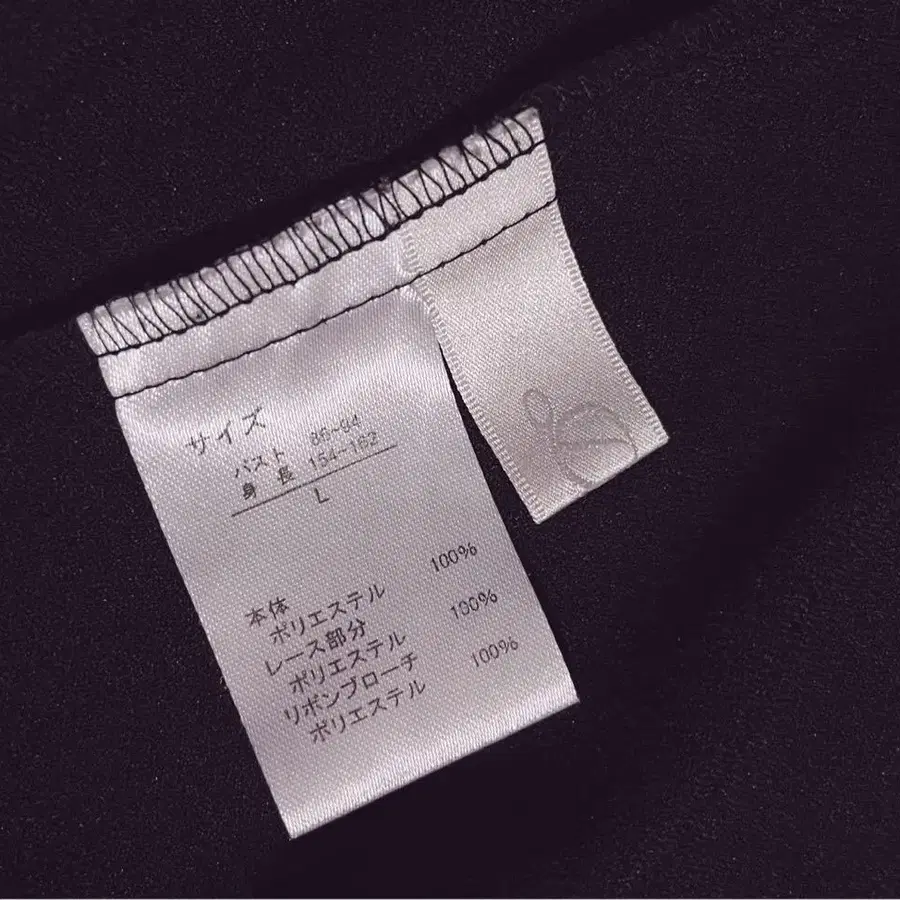 サイズ
バスト 86~94
身長 154~162
L
本体
ポリエステル 100%
レース部分
ポリエステル 100%
リボンブローチ
ポリエステル 100%